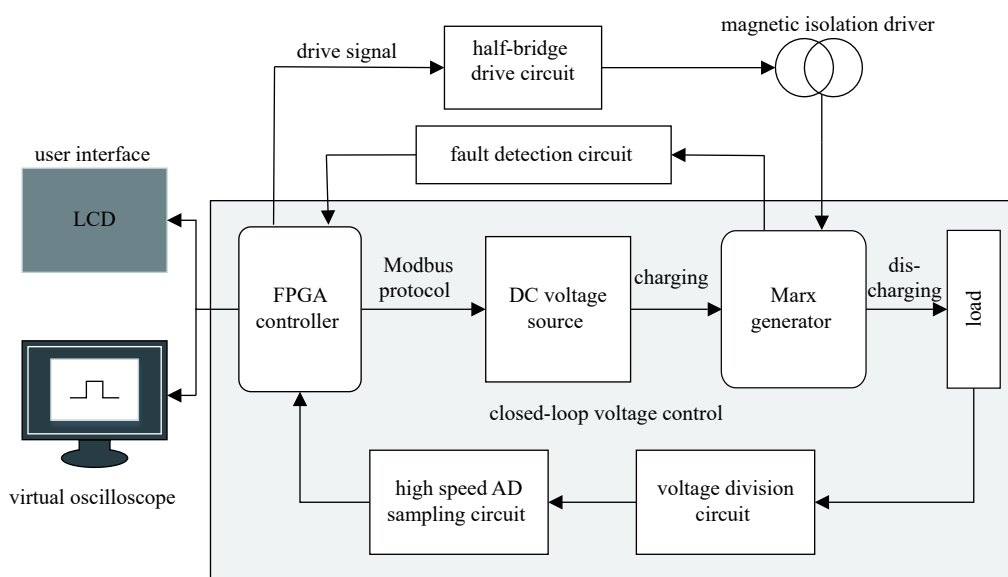 magnetic isolation driver
drive signal
half-bridge
drive circuit
fault detection circuit
user interface
LCD
FPGA
controller
Modbus
protocol
DC voltage
source
charging
Marx
generator
dis-
charging
load
closed-loop voltage control
high speed AD
sampling circuit
voltage division
circuit
virtual oscilloscope